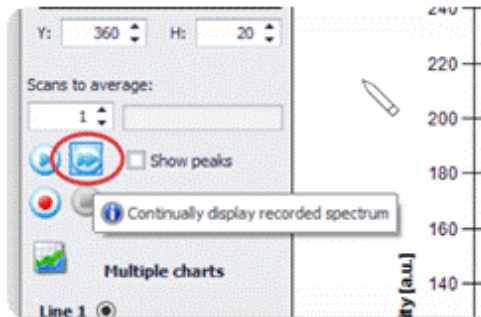 Y: 360 H: 20
Scans to average:
1
Show peaks
Continually display recorded spectrum
Multiple charts
Line 1
240
220
200
180
160
140
ity [a.u.]